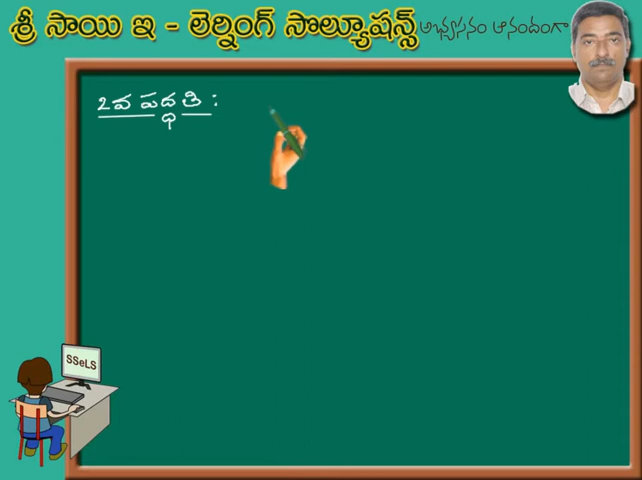 శ్రీ సాయి ఇ - లెర్నింగ్ సొల్యూషన్స్ అభ్యసనం ఆనందంగా
2వ పద్ధతి :
SSeLS